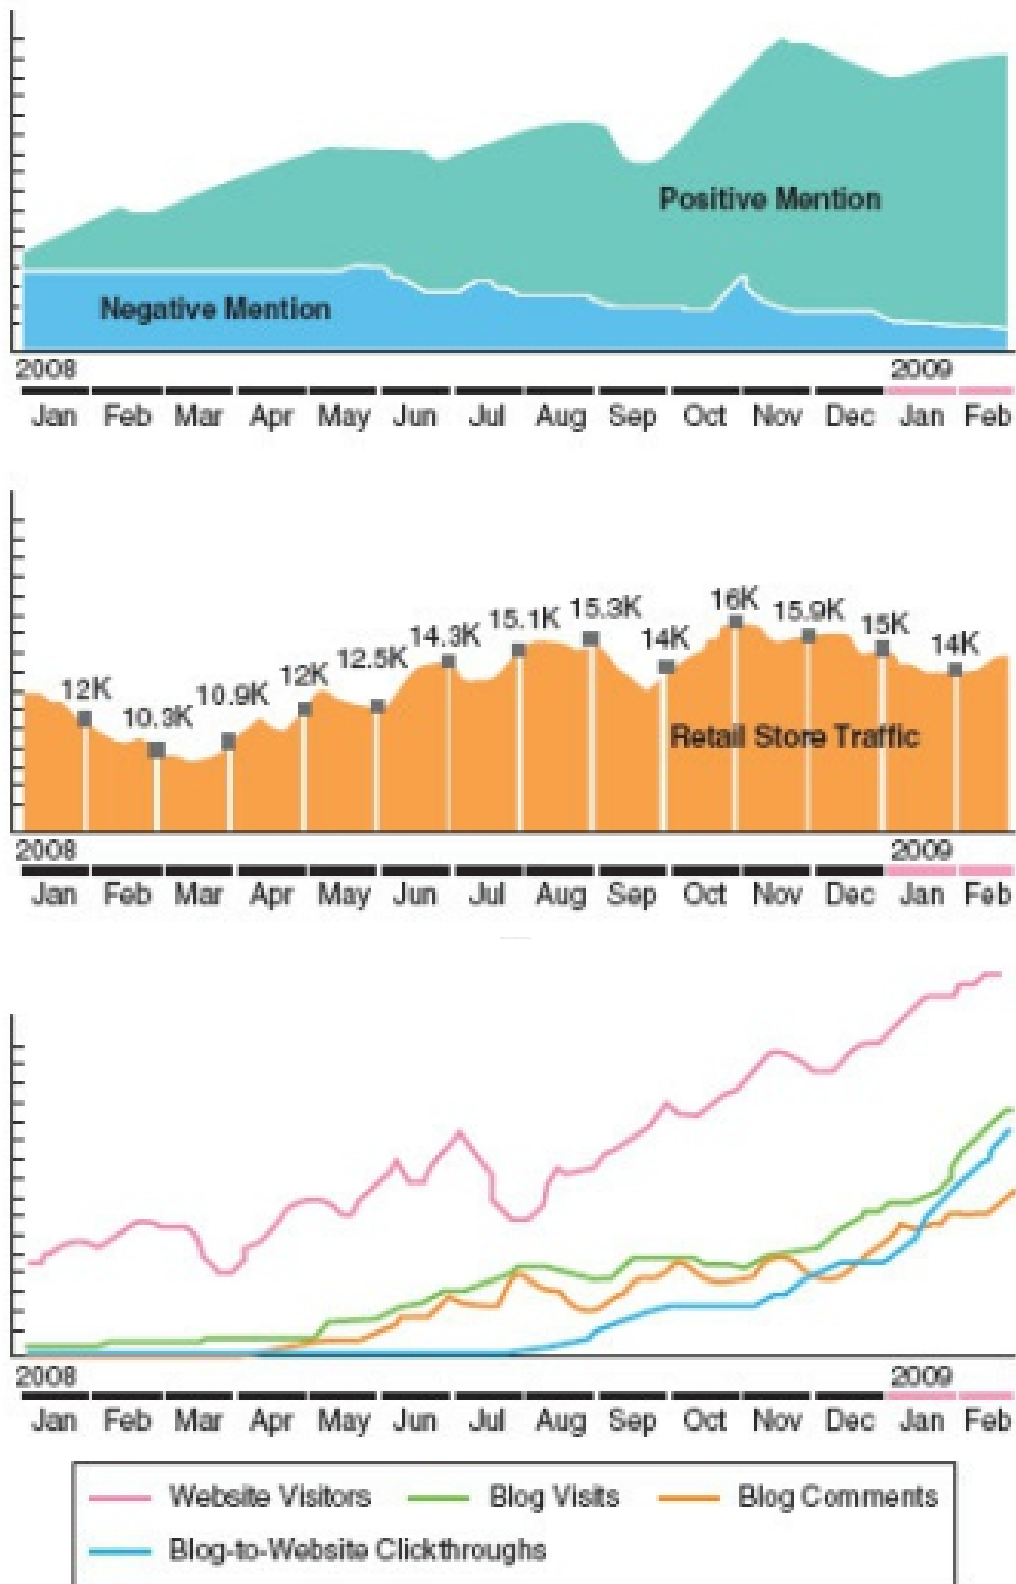 Positive Mention
Negative Mention
2008 2009
Jan Feb Mar Apr May Jun Jul Aug Sep Oct Nov Dec Jan Feb
12K 10.3K 10.9K 12K 12.5K 14.3K 15.1K 15.3K 14K 16K 15.9K 15K 14K
Retail Store Traffic
2008 2009
Jan Feb Mar Apr May Jun Jul Aug Sep Oct Nov Dec Jan Feb
2008 2009
Jan Feb Mar Apr May Jun Jul Aug Sep Oct Nov Dec Jan Feb
Website Visitors Blog Visits Blog Comments
Blog-to-Website Clickthroughs